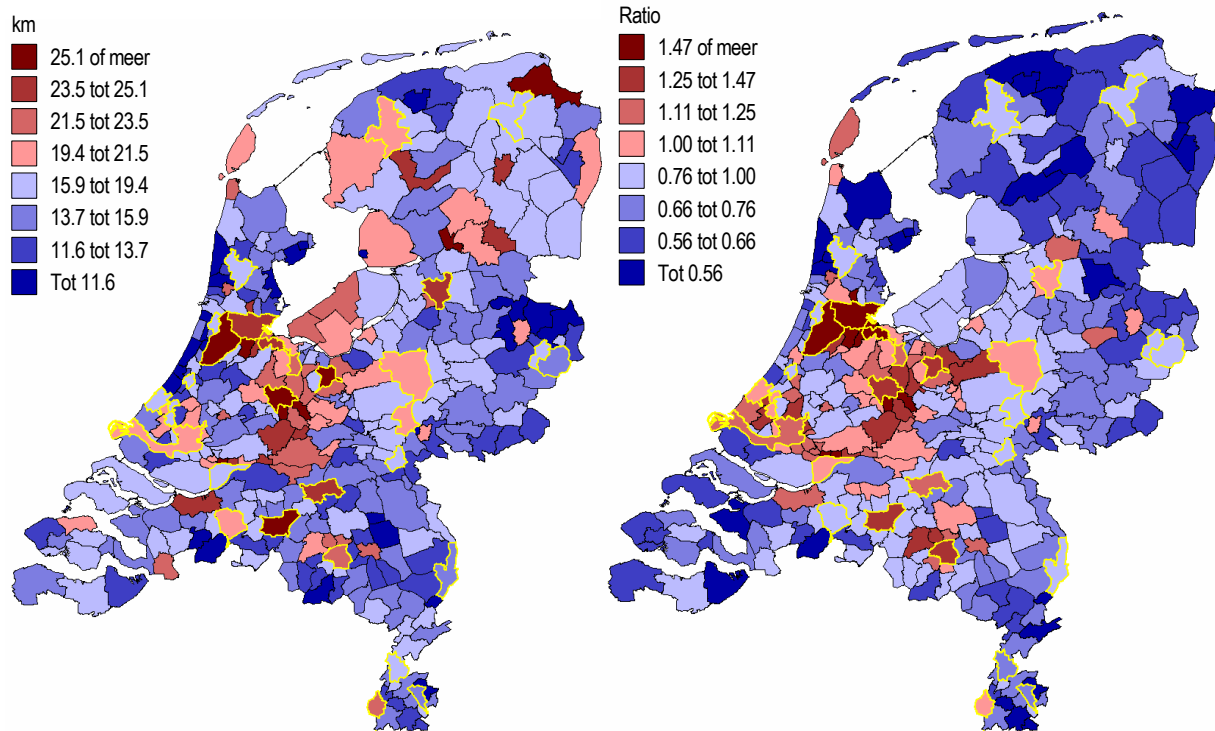 km
25.1 of meer
23.5 tot 25.1
21.5 tot 23.5
19.4 tot 21.5
15.9 tot 19.4
13.7 tot 15.9
11.6 tot 13.7
Tot 11.6
Ratio
1.47 of meer
1.25 tot 1.47
1.11 tot 1.25
1.00 tot 1.11
0.76 tot 1.00
0.66 tot 0.76
0.56 tot 0.66
Tot 0.56